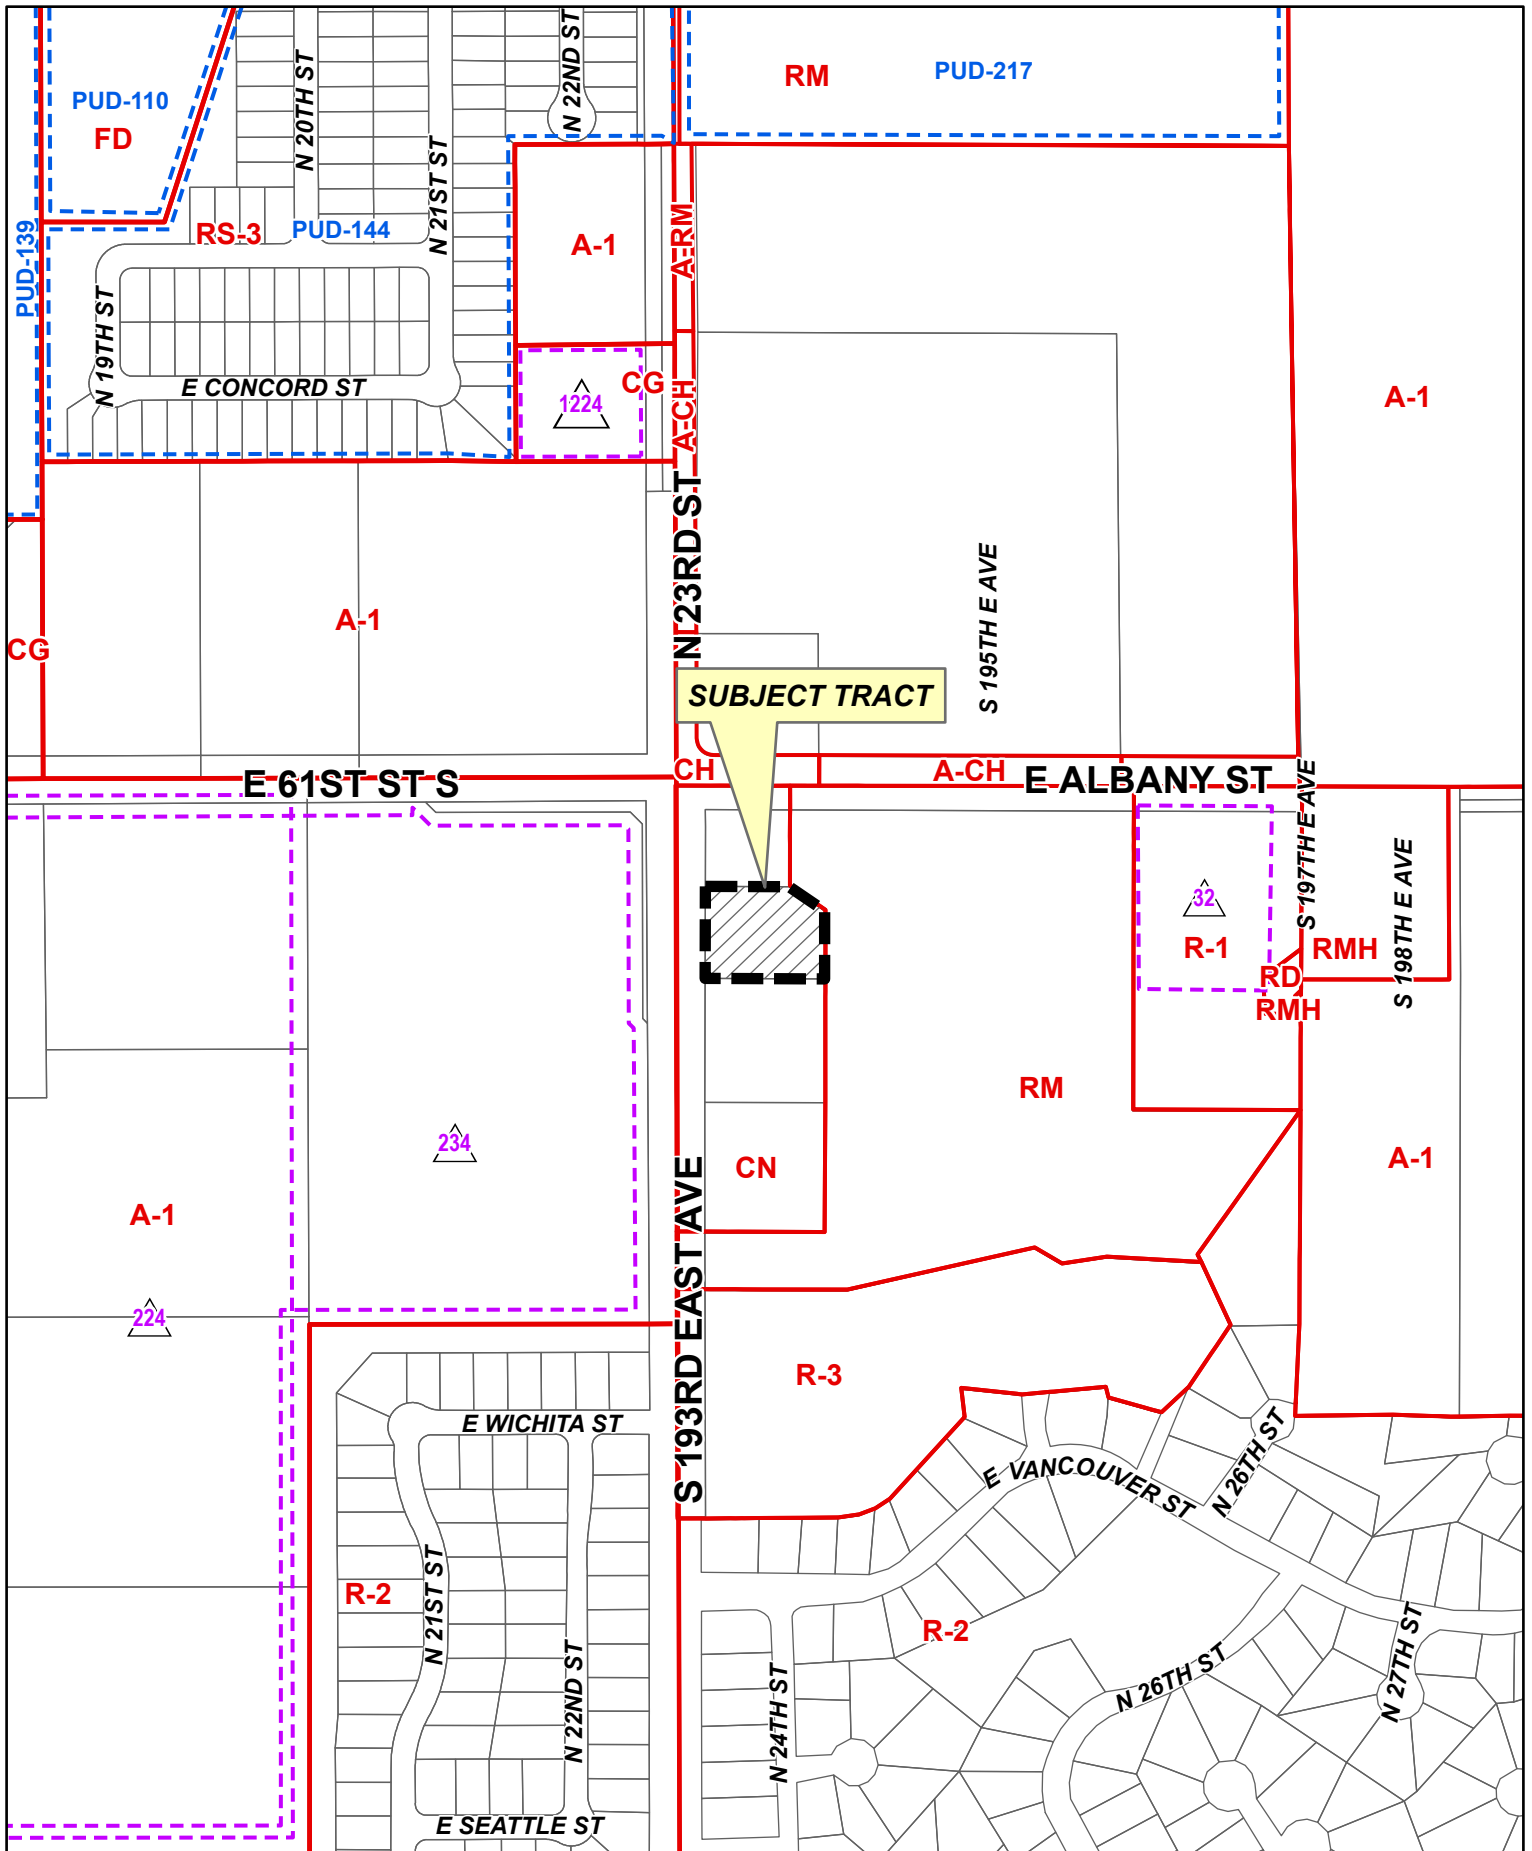 N 22ND ST
RM
PUD-217
PUD-110
FD
N 20TH ST
N 21ST ST
PUD-139
RS-3
PUD-144
A-1
A-RM
N 19TH ST
E CONCORD ST
1224
CG
A-CH
A-1
N 23RD ST
S 195TH E AVE
A-1
CG
SUBJECT TRACT
E 61ST ST S
CH
A-CH
E ALBANY ST
S 197TH E AVE
S 198TH E AVE
32
R-1
RMH
RD
RMH
RM
234
CN
A-1
A-1
S 193RD EAST AVE
224
R-3
E WICHITA ST
E VANCOUVER ST
N 26TH ST
R-2
N 21ST ST
N 22ND ST
R-2
N 24TH ST
N 26TH ST
N 27TH ST
E SEATTLE ST